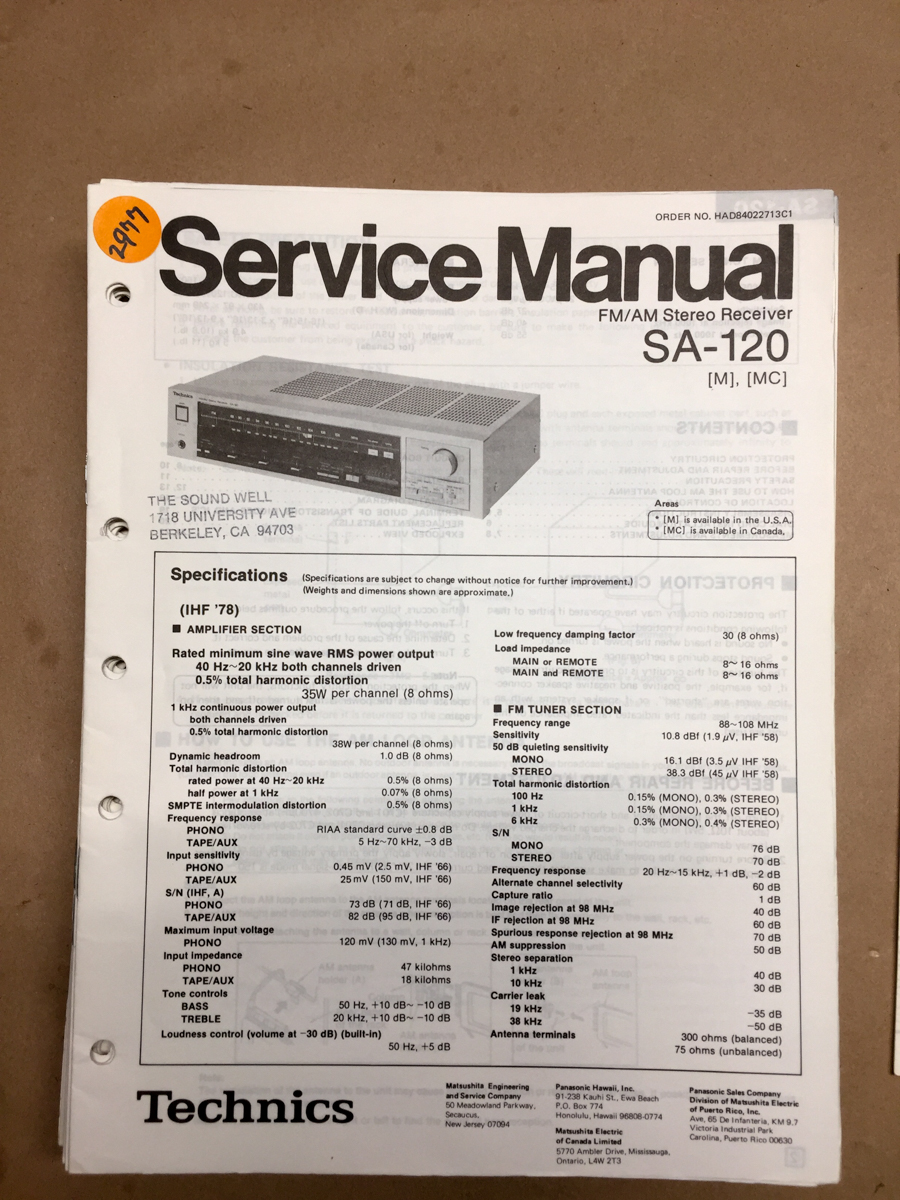 2977
ORDER NO. HAD84022713C1
Service Manual
FM/AM Stereo Receiver
SA-120
[M], [MC]
Technics
THE SOUND WELL
1718 UNIVERSITY AVE
BERKELEY, CA 94703
Areas
* [M] is available in the U.S.A.
* [MC] is available in Canada.
Specifications (Specifications are subject to change without notice for further improvement.)
(Weights and dimensions shown are approximate.)
(IHF '78)
■ AMPLIFIER SECTION
Rated minimum sine wave RMS power output
40 Hz~20 kHz both channels driven
0.5% total harmonic distortion
35W per channel (8 ohms)
1 kHz continuous power output
both channels driven
0.5% total harmonic distortion
38W per channel (8 ohms)
Dynamic headroom 1.0 dB (8 ohms)
Total harmonic distortion
rated power at 40 Hz~20 kHz 0.5% (8 ohms)
half power at 1 kHz 0.07% (8 ohms)
SMPTE intermodulation distortion 0.5% (8 ohms)
Frequency response
PHONO RIAA standard curve ±0.8 dB
TAPE/AUX 5 Hz~70 kHz, −3 dB
Input sensitivity
PHONO 0.45 mV (2.5 mV, IHF '66)
TAPE/AUX 25 mV (150 mV, IHF '66)
S/N (IHF, A)
PHONO 73 dB (71 dB, IHF '66)
TAPE/AUX 82 dB (95 dB, IHF '66)
Maximum input voltage
PHONO 120 mV (130 mV, 1 kHz)
Input impedance
PHONO 47 kilohms
TAPE/AUX 18 kilohms
Tone controls
BASS 50 Hz, +10 dB~ −10 dB
TREBLE 20 kHz, +10 dB~ −10 dB
Loudness control (volume at −30 dB) (built-in)
50 Hz, +5 dB
Low frequency damping factor 30 (8 ohms)
Load impedance
MAIN or REMOTE 8~16 ohms
MAIN and REMOTE 8~16 ohms
■ FM TUNER SECTION
Frequency range 88~108 MHz
Sensitivity 10.8 dBf (1.9 μV, IHF '58)
50 dB quieting sensitivity
MONO 16.1 dBf (3.5 μV IHF '58)
STEREO 38.3 dBf (45 μV IHF '58)
Total harmonic distortion
100 Hz 0.15% (MONO), 0.3% (STEREO)
1 kHz 0.15% (MONO), 0.3% (STEREO)
6 kHz 0.3% (MONO), 0.4% (STEREO)
S/N
MONO 76 dB
STEREO 70 dB
Frequency response 20 Hz~15 kHz, +1 dB, −2 dB
Alternate channel selectivity 60 dB
Capture ratio 1 dB
Image rejection at 98 MHz 40 dB
IF rejection at 98 MHz 60 dB
Spurious response rejection at 98 MHz 70 dB
AM suppression 50 dB
Stereo separation
1 kHz 40 dB
10 kHz 30 dB
Carrier leak
19 kHz −35 dB
38 kHz −50 dB
Antenna terminals 300 ohms (balanced)
75 ohms (unbalanced)
Technics
Matsushita Engineering
and Service Company
50 Meadowland Parkway,
Secaucus,
New Jersey 07094
Panasonic Hawaii, Inc.
91-238 Kauhi St., Ewa Beach
P.O. Box 774
Honolulu, Hawaii 96808-0774
Matsushita Electric
of Canada Limited
5770 Ambler Drive, Mississauga,
Ontario, L4W 2T3
Panasonic Sales Company
Division of Matsushita Electric
of Puerto Rico, Inc.
Ave, 65 De Infanteria, KM 9.7
Victoria Industrial Park
Carolina, Puerto Rico 00630